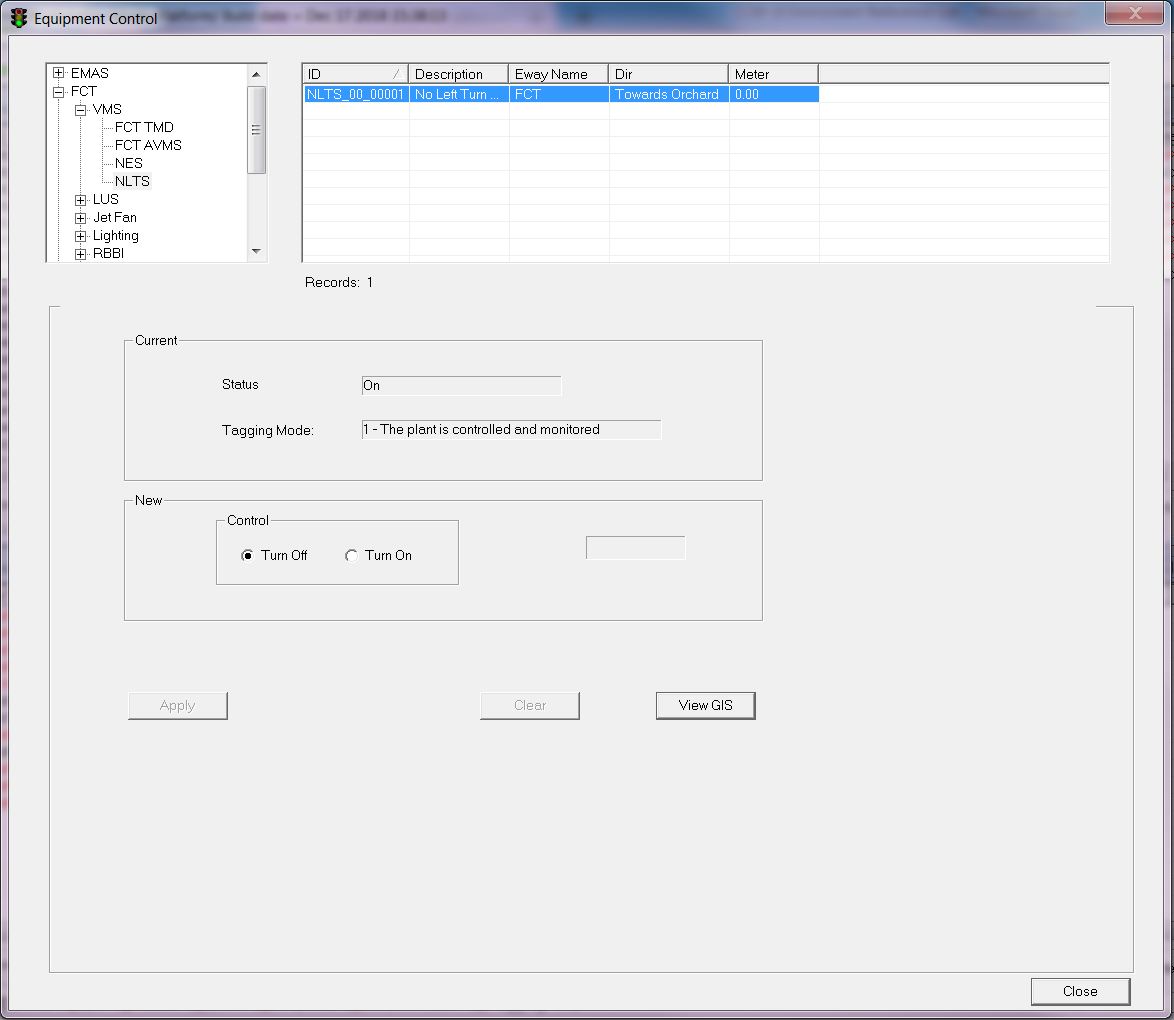 Equipment Control
EMAS
FCT
VMS
FCT TMD
FCT AVMS
NES
NLTS
LUS
Jet Fan
Lighting
RBBI
ID Description Eway Name Dir Meter
NLTS_00_00001 No Left Turn ... FCT Towards Orchard 0.00
Records: 1
Current
Status On
Tagging Mode: 1 - The plant is controlled and monitored
New
Control
Turn Off Turn On
Apply Clear View GIS
Close